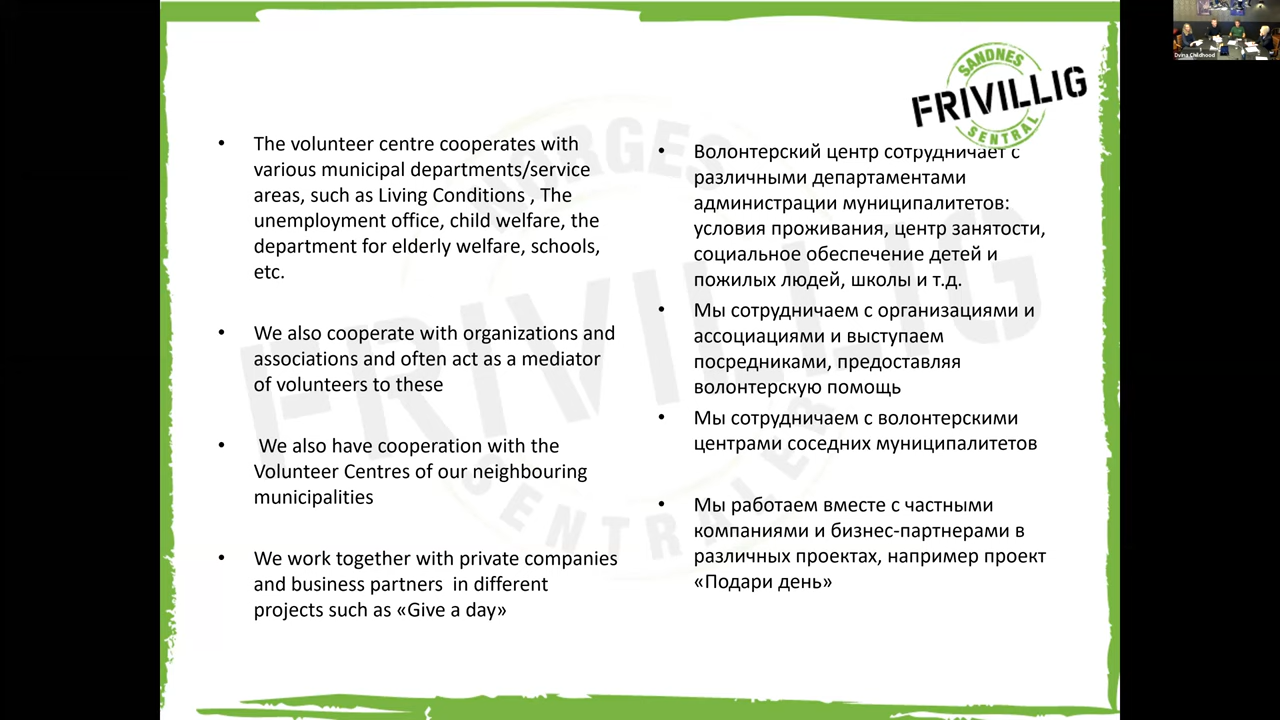 SANDNES
FRIVILLIG
SENTRAL
The volunteer centre cooperates with
various municipal departments/service
areas, such as Living Conditions , The
unemployment office, child welfare, the
department for elderly welfare, schools,
etc.
We also cooperate with organizations and
associations and often act as a mediator
of volunteers to these
We also have cooperation with the
Volunteer Centres of our neighbouring
municipalities
We work together with private companies
and business partners in different
projects such as «Give a day»
Волонтерский центр сотрудничает с
различными департаментами
администрации муниципалитетов:
условия проживания, центр занятости,
социальное обеспечение детей и
пожилых людей, школы и т.д.
Мы сотрудничаем с организациями и
ассоциациями и выступаем
посредниками, предоставляя
волонтерскую помощь
Мы сотрудничаем с волонтерскими
центрами соседних муниципалитетов
Мы работаем вместе с частными
компаниями и бизнес-партнерами в
различных проектах, например проект
«Подари день»
NORGES
FRIVILLIG
SENTRALER
Dvina Childhood